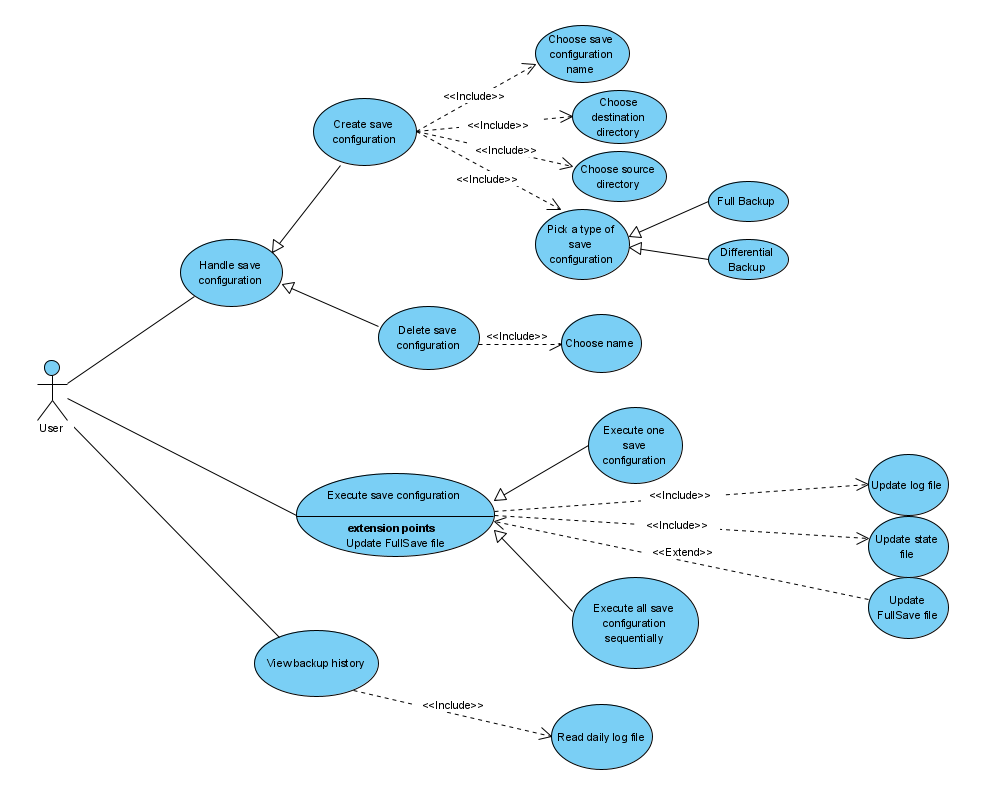 Choose save
configuration
name
<<Include>>
Choose
destination
directory
Create save
configuration
<<Include>>
<<Include>>
Choose source
directory
<<Include>>
Full Backup
Pick a type of
save
configuration
Differential
Backup
Handle save
configuration
Delete save
configuration
<<Include>>
Choose name
User
Execute one
save
configuration
Execute save configuration
extension points
Update FullSave file
<<Include>>
Update log file
<<Include>>
Update state
file
<<Extend>>
Update
FullSave file
Execute all save
configuration
sequentially
View backup history
<<Include>>
Read daily log file